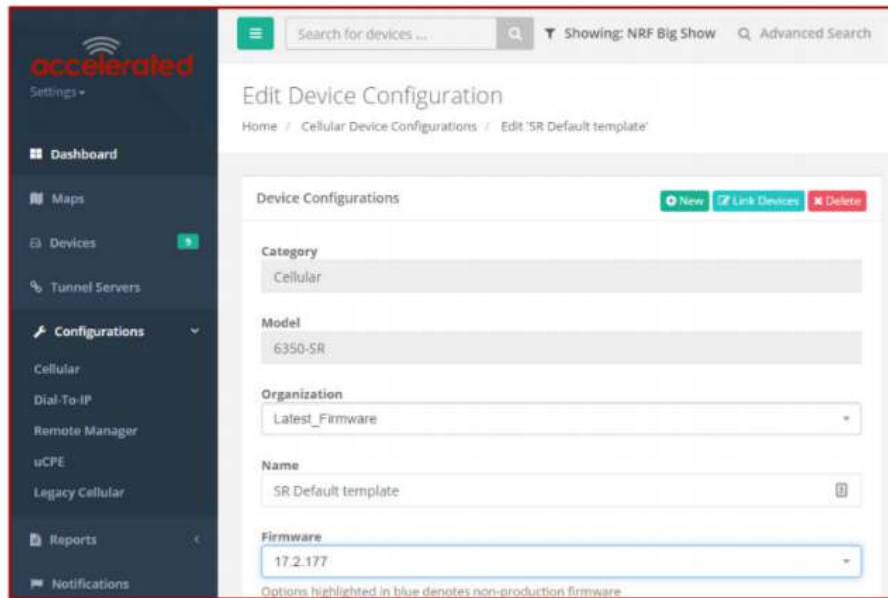 accelerated
Settings
Dashboard
Maps
Devices 9
Tunnel Servers
Configurations
Cellular
Dial-To-IP
Remote Manager
uCPE
Legacy Cellular
Reports
Notifications
Search for devices ...
Showing: NRF Big Show
Advanced Search
Edit Device Configuration
Home / Cellular Device Configurations / Edit 'SR Default template'
Device Configurations
New
Link Devices
Delete
Category
Cellular
Model
6350-SR
Organization
Latest_Firmware
Name
SR Default template
Firmware
17.2.177
Options highlighted in blue denotes non-production firmware